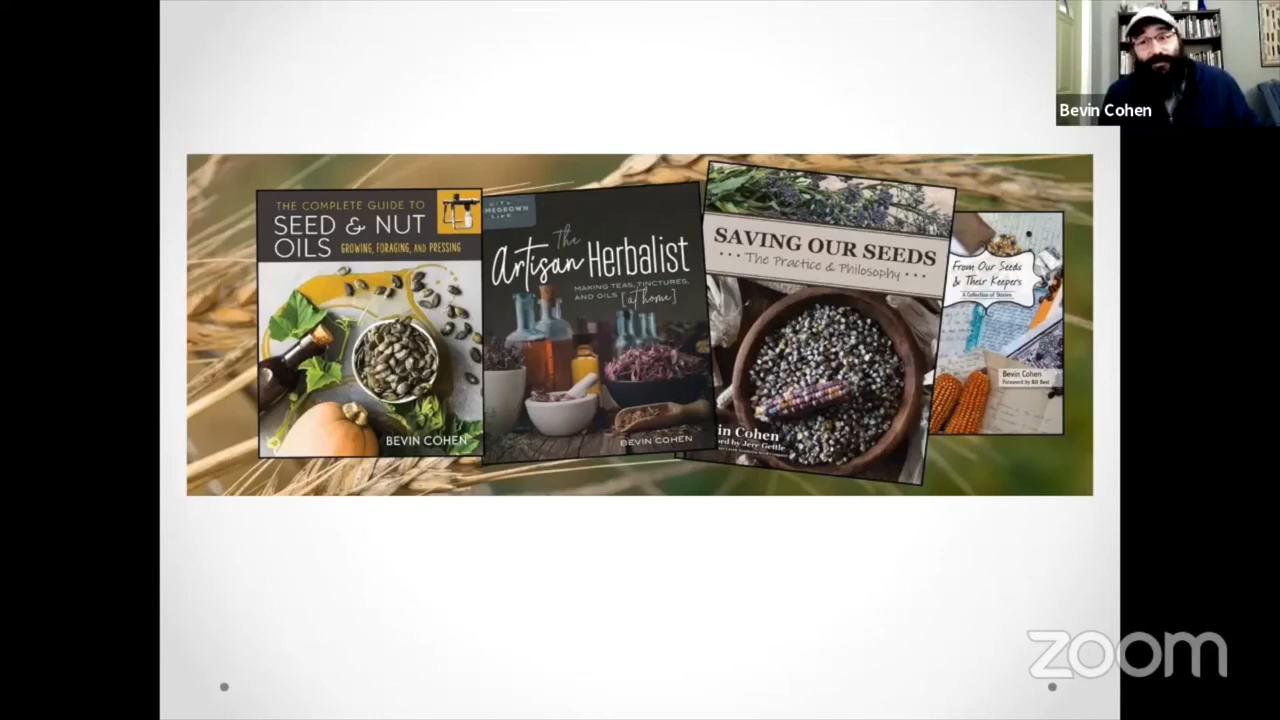 Bevin Cohen
THE COMPLETE GUIDE TO
SEED & NUT
OILS GROWING, FORAGING, AND PRESSING
BEVIN COHEN
HOMEGROWN
The
Artisan Herbalist
MAKING TEAS, TINCTURES,
AND OILS [at home]
BEVIN COHEN
SAVING OUR SEEDS
The Practice & Philosophy
in Cohen
ord by Jere Gettle
From Our Seeds
& Their Keepers
A Collection of Stories
Bevin Cohen
Foreword by Bill Best
zoom